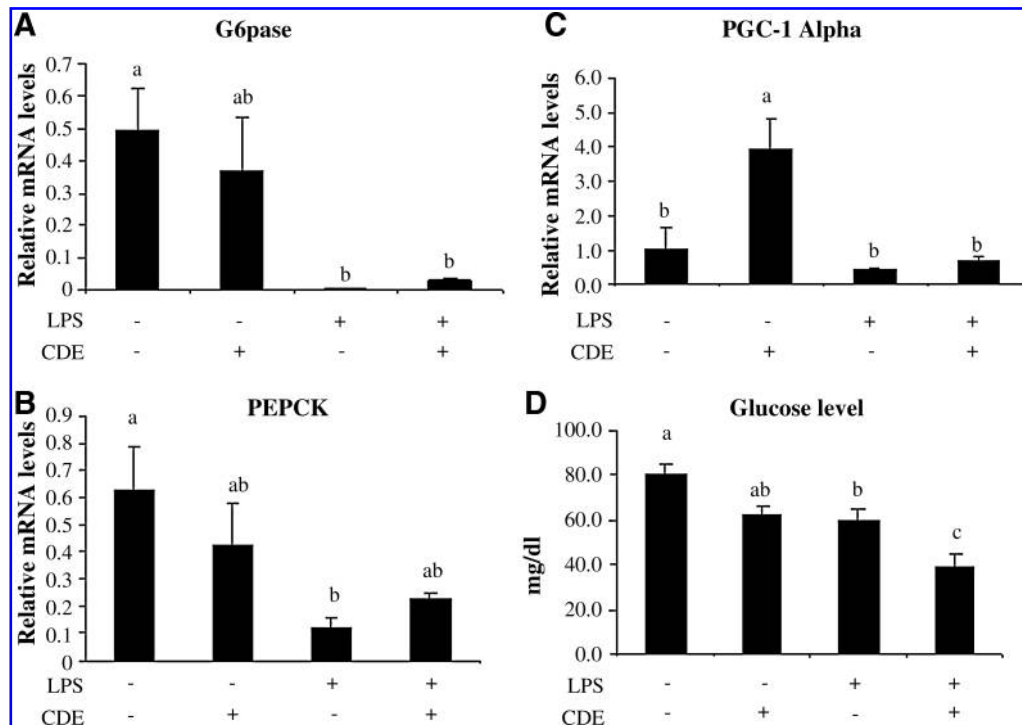 A
G6pase
Relative mRNA levels
0.7
0.6
0.5
0.4
0.3
0.2
0.1
0
a
ab
b
b
LPS - - + +
CDE - + - +
B
PEPCK
Relative mRNA levels
0.9
0.8
0.7
0.6
0.5
0.4
0.3
0.2
0.1
0
a
ab
b
ab
LPS - - + +
CDE - + - +
C
PGC-1 Alpha
Relative mRNA levels
6.0
5.0
4.0
3.0
2.0
1.0
0.0
b
a
b
b
LPS - - + +
CDE - + - +
D
Glucose level
mg/dl
100.0
80.0
60.0
40.0
20.0
0.0
a
ab
b
c
LPS - - + +
CDE - + - +